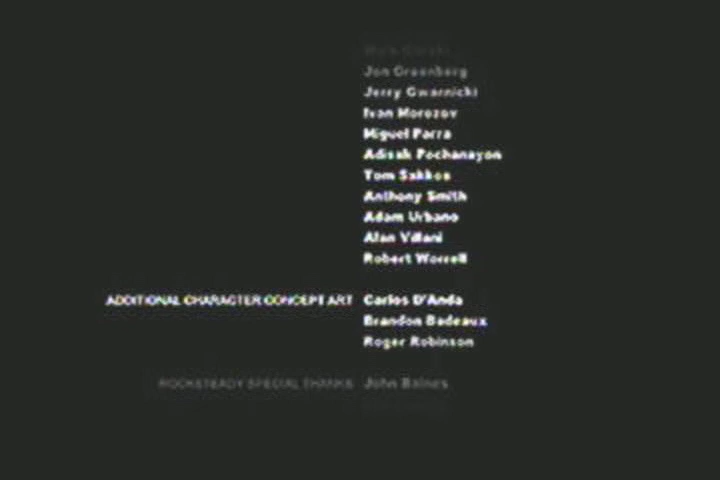 Jon Greenberg
Jerry Gwarnicki
Ivan Morozov
Miguel Parra
Adisak Pochanayon
Tom Sakkos
Anthony Smith
Adam Urbano
Alan Villani
Robert Worrell
ADDITIONAL CHARACTER CONCEPT ART Carlos D'Anda
Brandon Badeaux
Roger Robinson
ROCKSTEADY SPECIAL THANKS John Baines